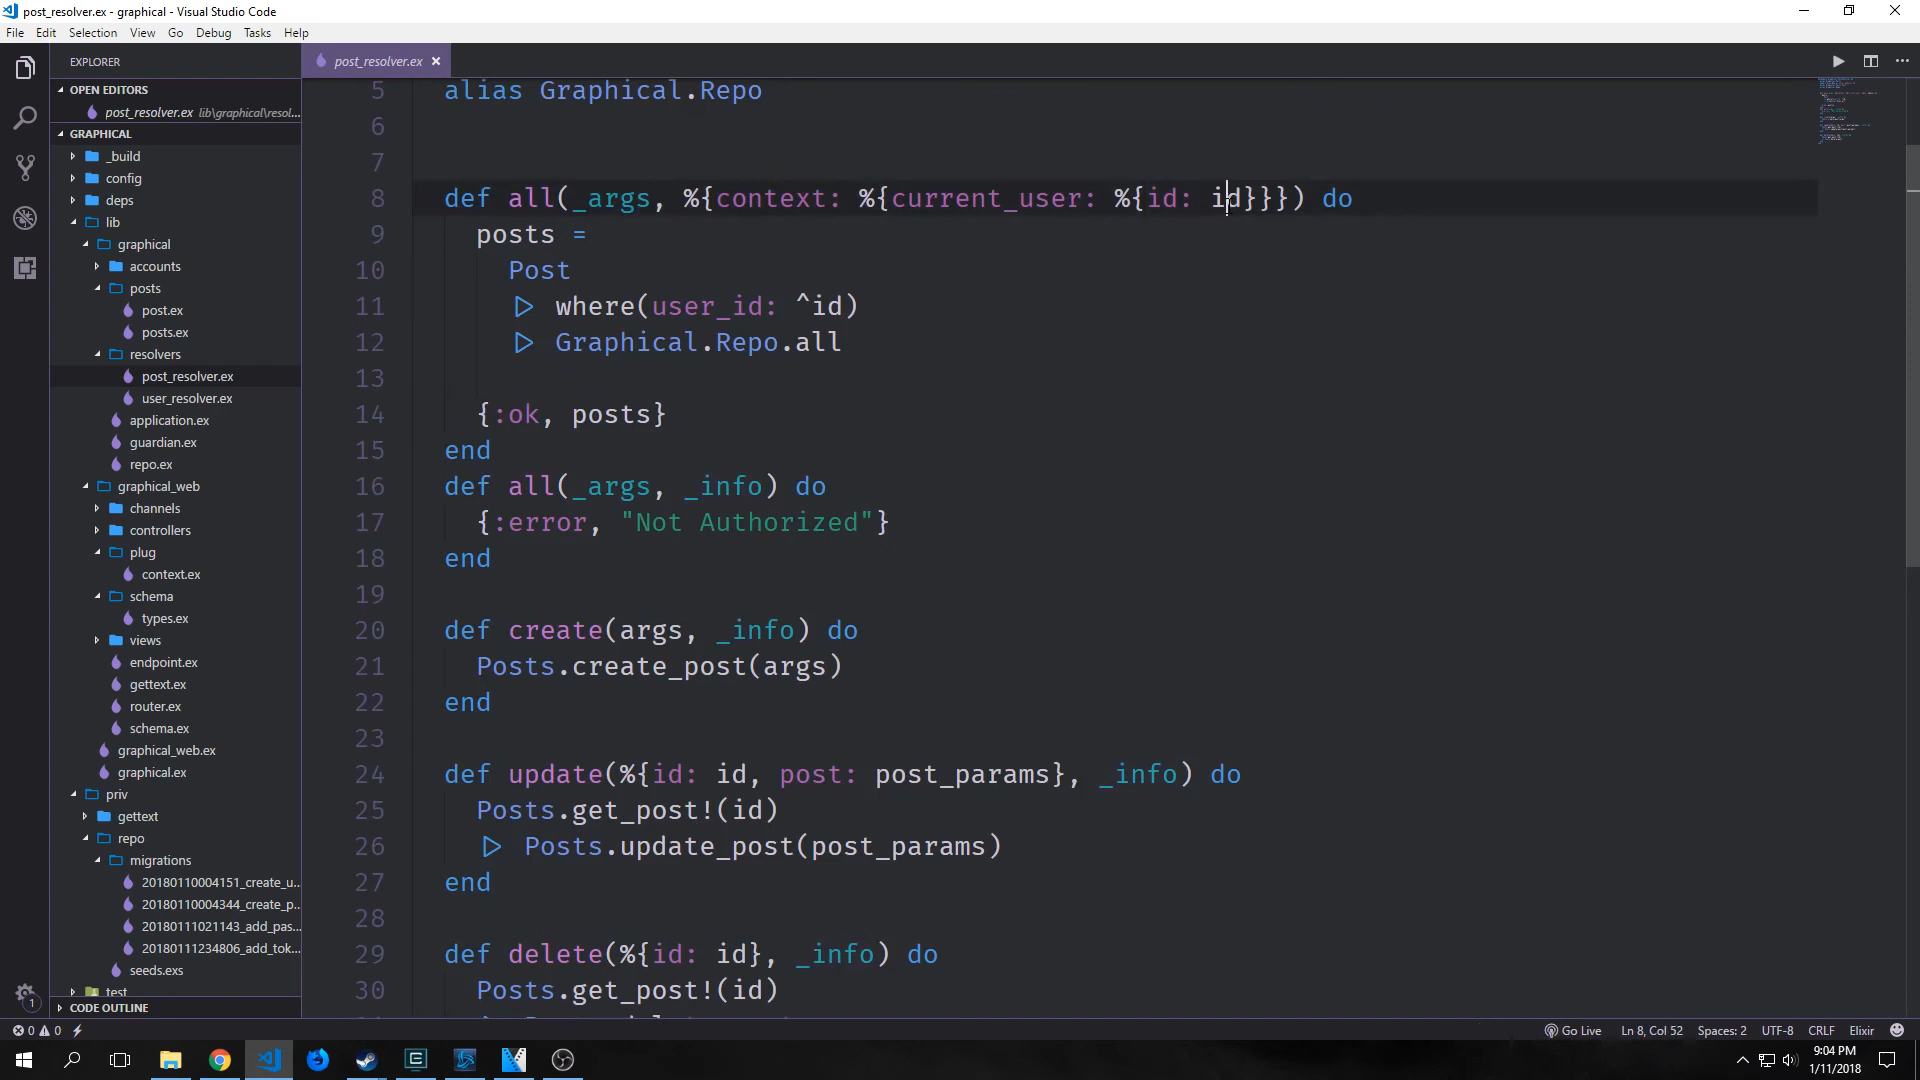 post_resolver.ex - graphical - Visual Studio Code
File Edit Selection View Go Debug Tasks Help
EXPLORER
OPEN EDITORS
post_resolver.ex lib\graphical\resol...
GRAPHICAL
_build
config
deps
lib
graphical
accounts
posts
post.ex
posts.ex
resolvers
post_resolver.ex
user_resolver.ex
application.ex
guardian.ex
repo.ex
graphical_web
channels
controllers
plug
context.ex
schema
types.ex
views
endpoint.ex
gettext.ex
router.ex
schema.ex
graphical_web.ex
graphical.ex
priv
gettext
repo
migrations
20180110004151_create_u...
20180110004344_create_p...
20180111021143_add_pas...
20180111234806_add_tok...
seeds.exs
test
CODE OUTLINE
post_resolver.ex
5 alias Graphical.Repo
6
7
8 def all(_args, %{context: %{current_user: %{id: id}}}) do
9 posts =
10 Post
11 |> where(user_id: ^id)
12 |> Graphical.Repo.all
13
14 {:ok, posts}
15 end
16 def all(_args, _info) do
17 {:error, "Not Authorized"}
18 end
19
20 def create(args, _info) do
21 Posts.create_post(args)
22 end
23
24 def update(%{id: id, post: post_params}, _info) do
25 Posts.get_post!(id)
26 |> Posts.update_post(post_params)
27 end
28
29 def delete(%{id: id}, _info) do
30 Posts.get_post!(id)
1
0 0 Go Live Ln 8, Col 52 Spaces: 2 UTF-8 CRLF Elixir
9:04 PM
1/11/2018